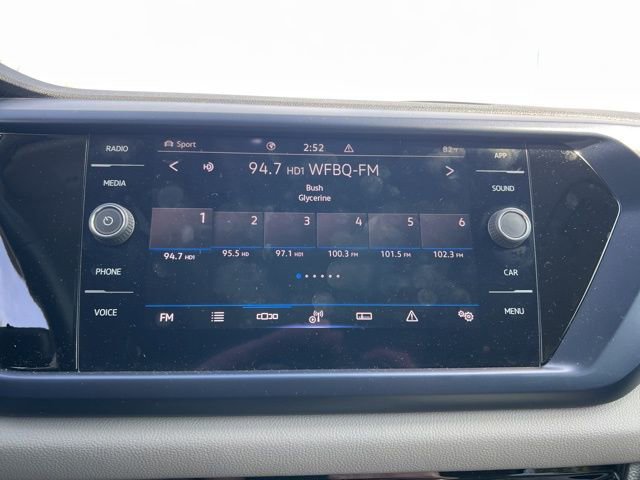 RADIO
MEDIA
PHONE
VOICE
Sport 2:52
94.7 HD1 WFBQ-FM
Bush
Glycerine
1 2 3 4 5 6
94.7 HD1 95.5 HD 97.1 HD1 100.3 FM 101.5 FM 102.3 FM
FM
APP
SOUND
CAR
MENU